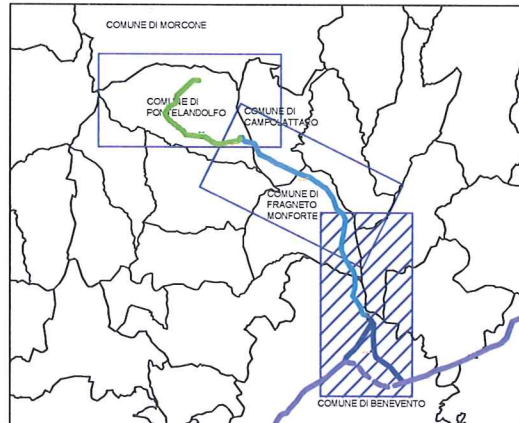 COMUNE DI MORCONE
COMUNE DI
PONTELANDOLFO
COMUNE DI
CAMPOLATTARO
COMUNE DI
FRAGNETO
MONFORTE
COMUNE DI BENEVENTO